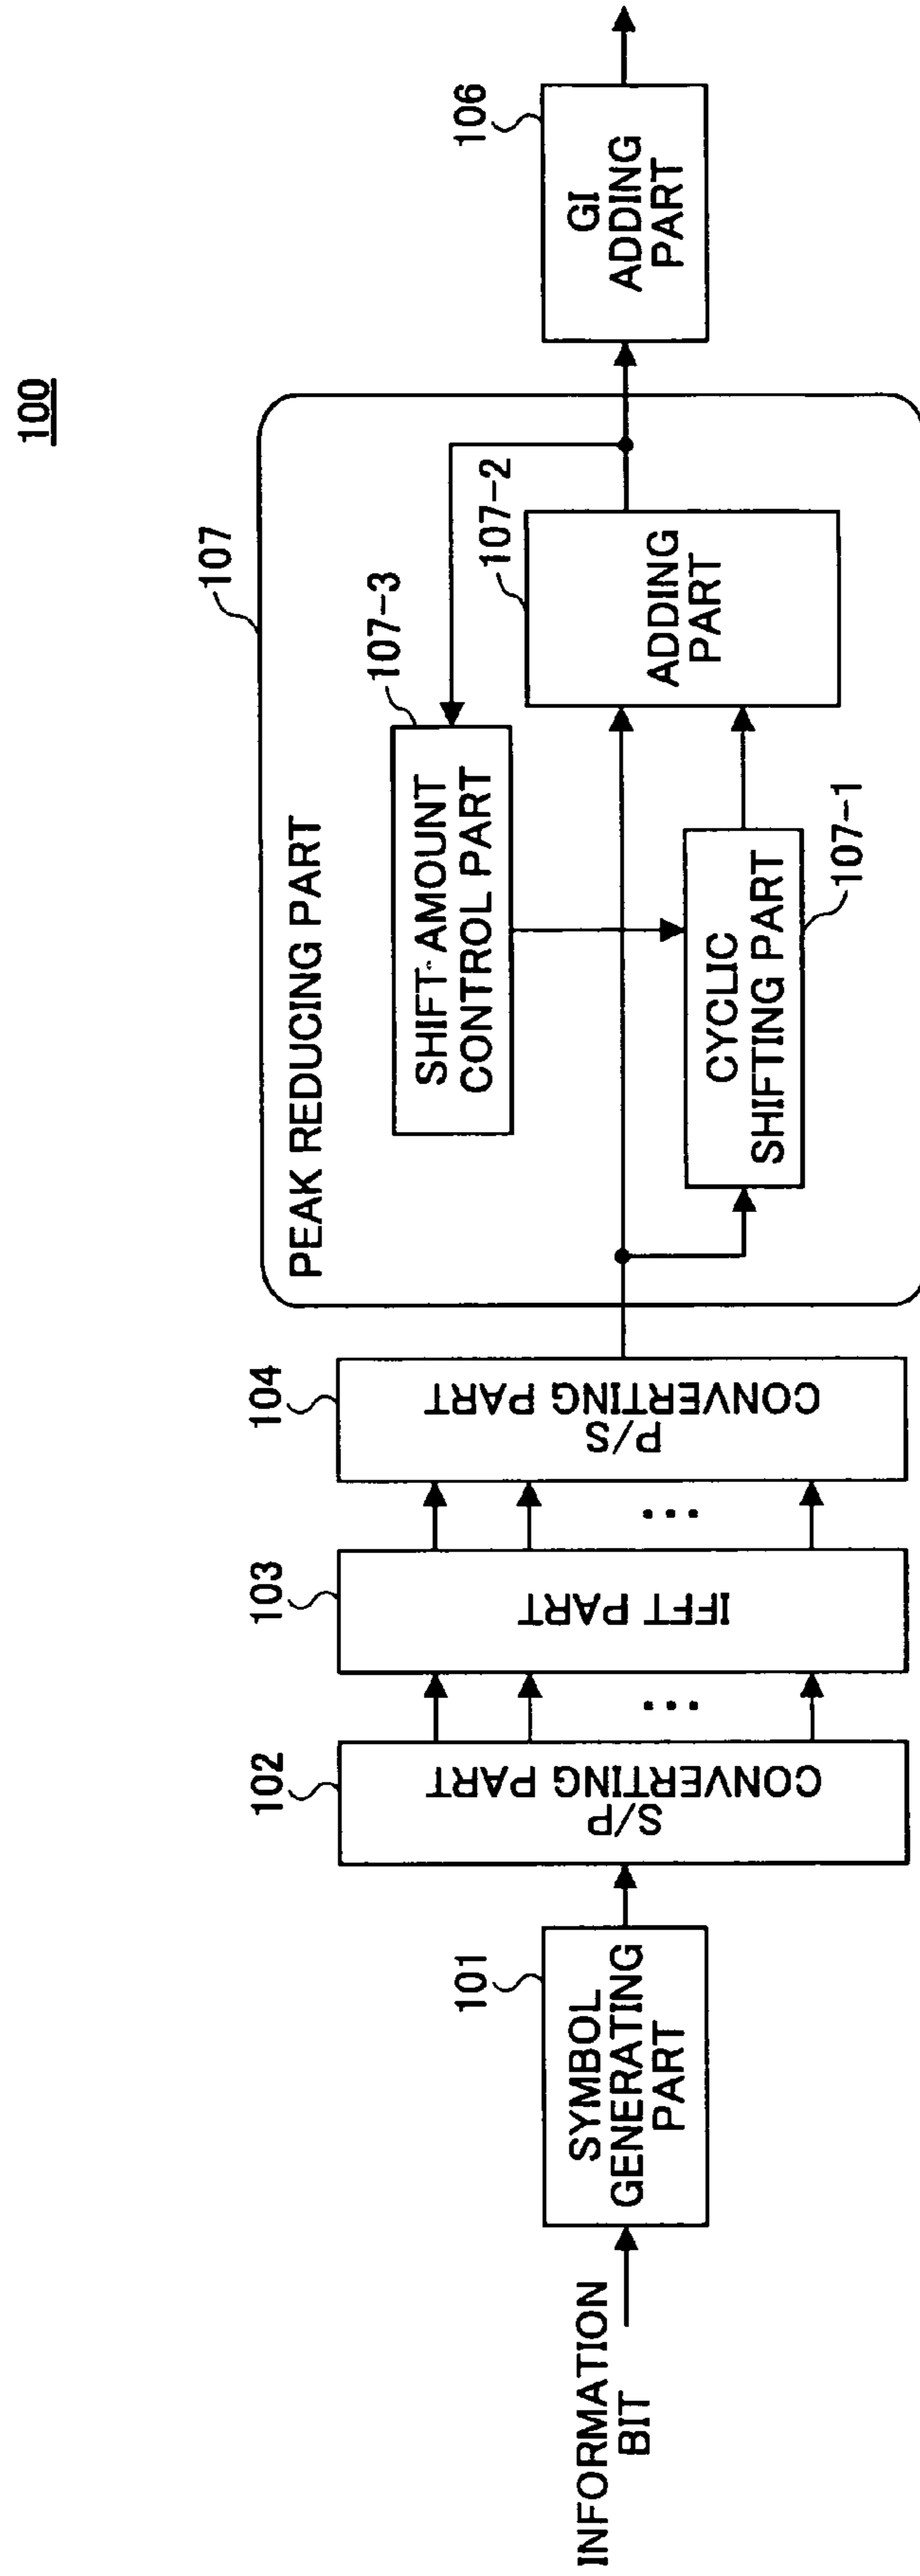 100
INFORMATION
BIT
101
SYMBOL
GENERATING
PART
102
S/P
CONVERTING PART
...
103
IFFT PART
...
104
P/S
CONVERTING PART
107
PEAK REDUCING PART
107-3
SHIFT-AMOUNT
CONTROL PART
CYCLIC
SHIFTING PART
107-1
107-2
ADDING
PART
106
GI
ADDING
PART